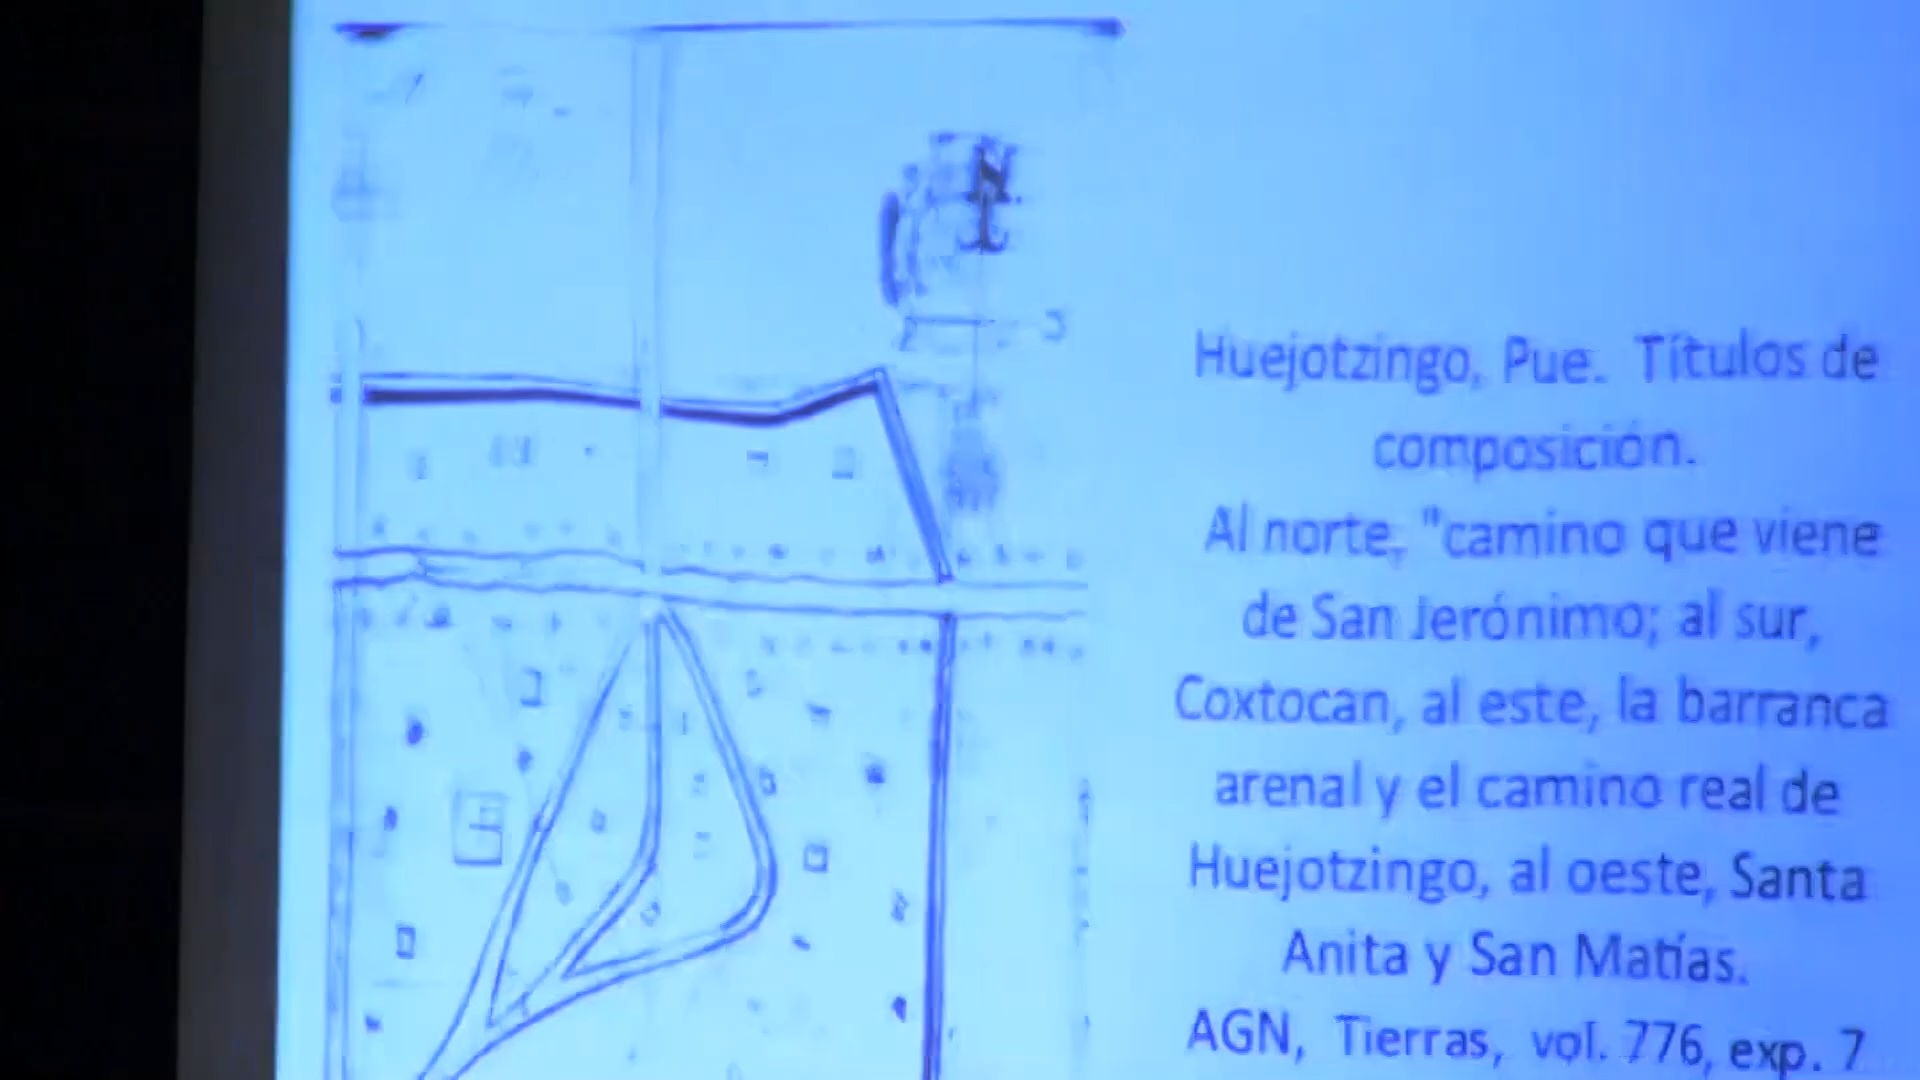 N
Huejotzingo, Pue. Títulos de
composición.
Al norte, "camino que viene
de San Jerónimo; al sur,
Coxtocan, al este, la barranca
arenal y el camino real de
Huejotzingo, al oeste, Santa
Anita y San Matías.
AGN, Tierras, vol. 776, exp. 7